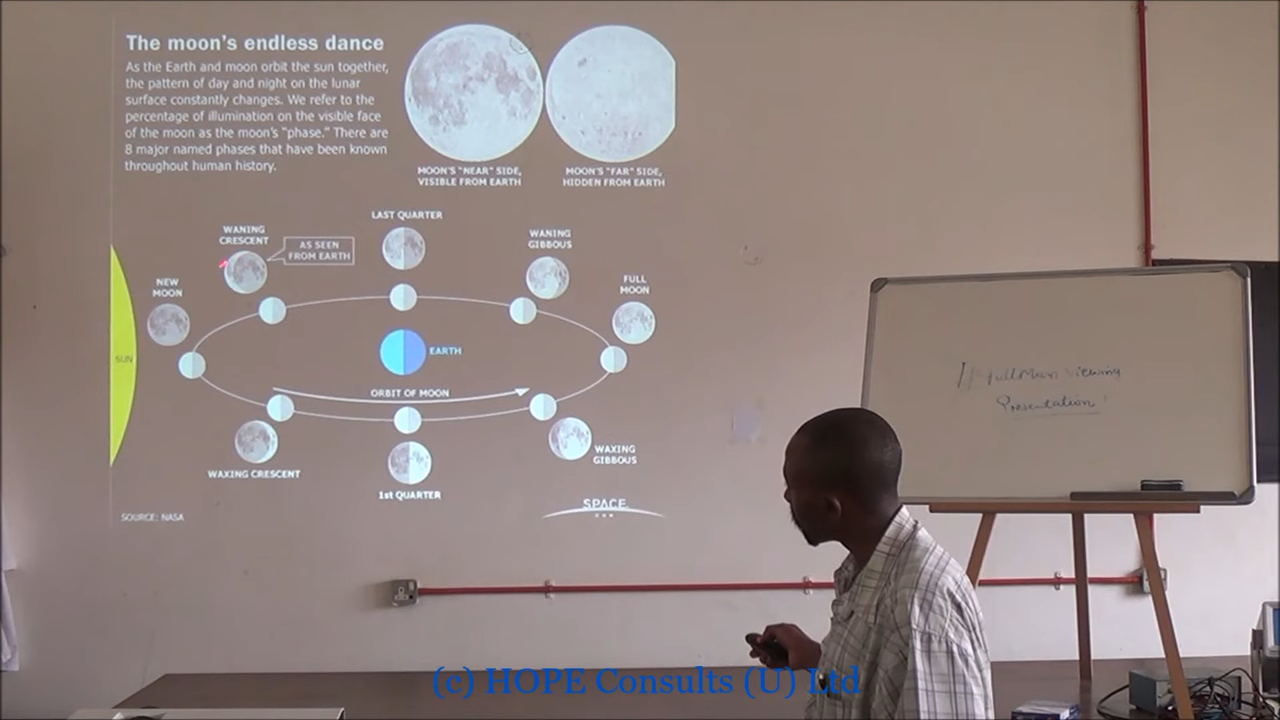 The moon's endless dance
As the Earth and moon orbit the sun together,
the pattern of day and night on the lunar
surface constantly changes. We refer to the
percentage of illumination on the visible face
of the moon as the moon's "phase." There are
8 major named phases that have been known
throughout human history.
MOON'S "NEAR" SIDE,
VISIBLE FROM EARTH
MOON'S "FAR" SIDE,
HIDDEN FROM EARTH
LAST QUARTER
WANING
CRESCENT
AS SEEN
FROM EARTH
WANING
GIBBOUS
NEW
MOON
FULL
MOON
SUN
EARTH
ORBIT OF MOON
WAXING CRESCENT
1st QUARTER
WAXING
GIBBOUS
SOURCE: NASA
SPACE
viewing
Presentation
(c) HOPE Consults (U) Ltd